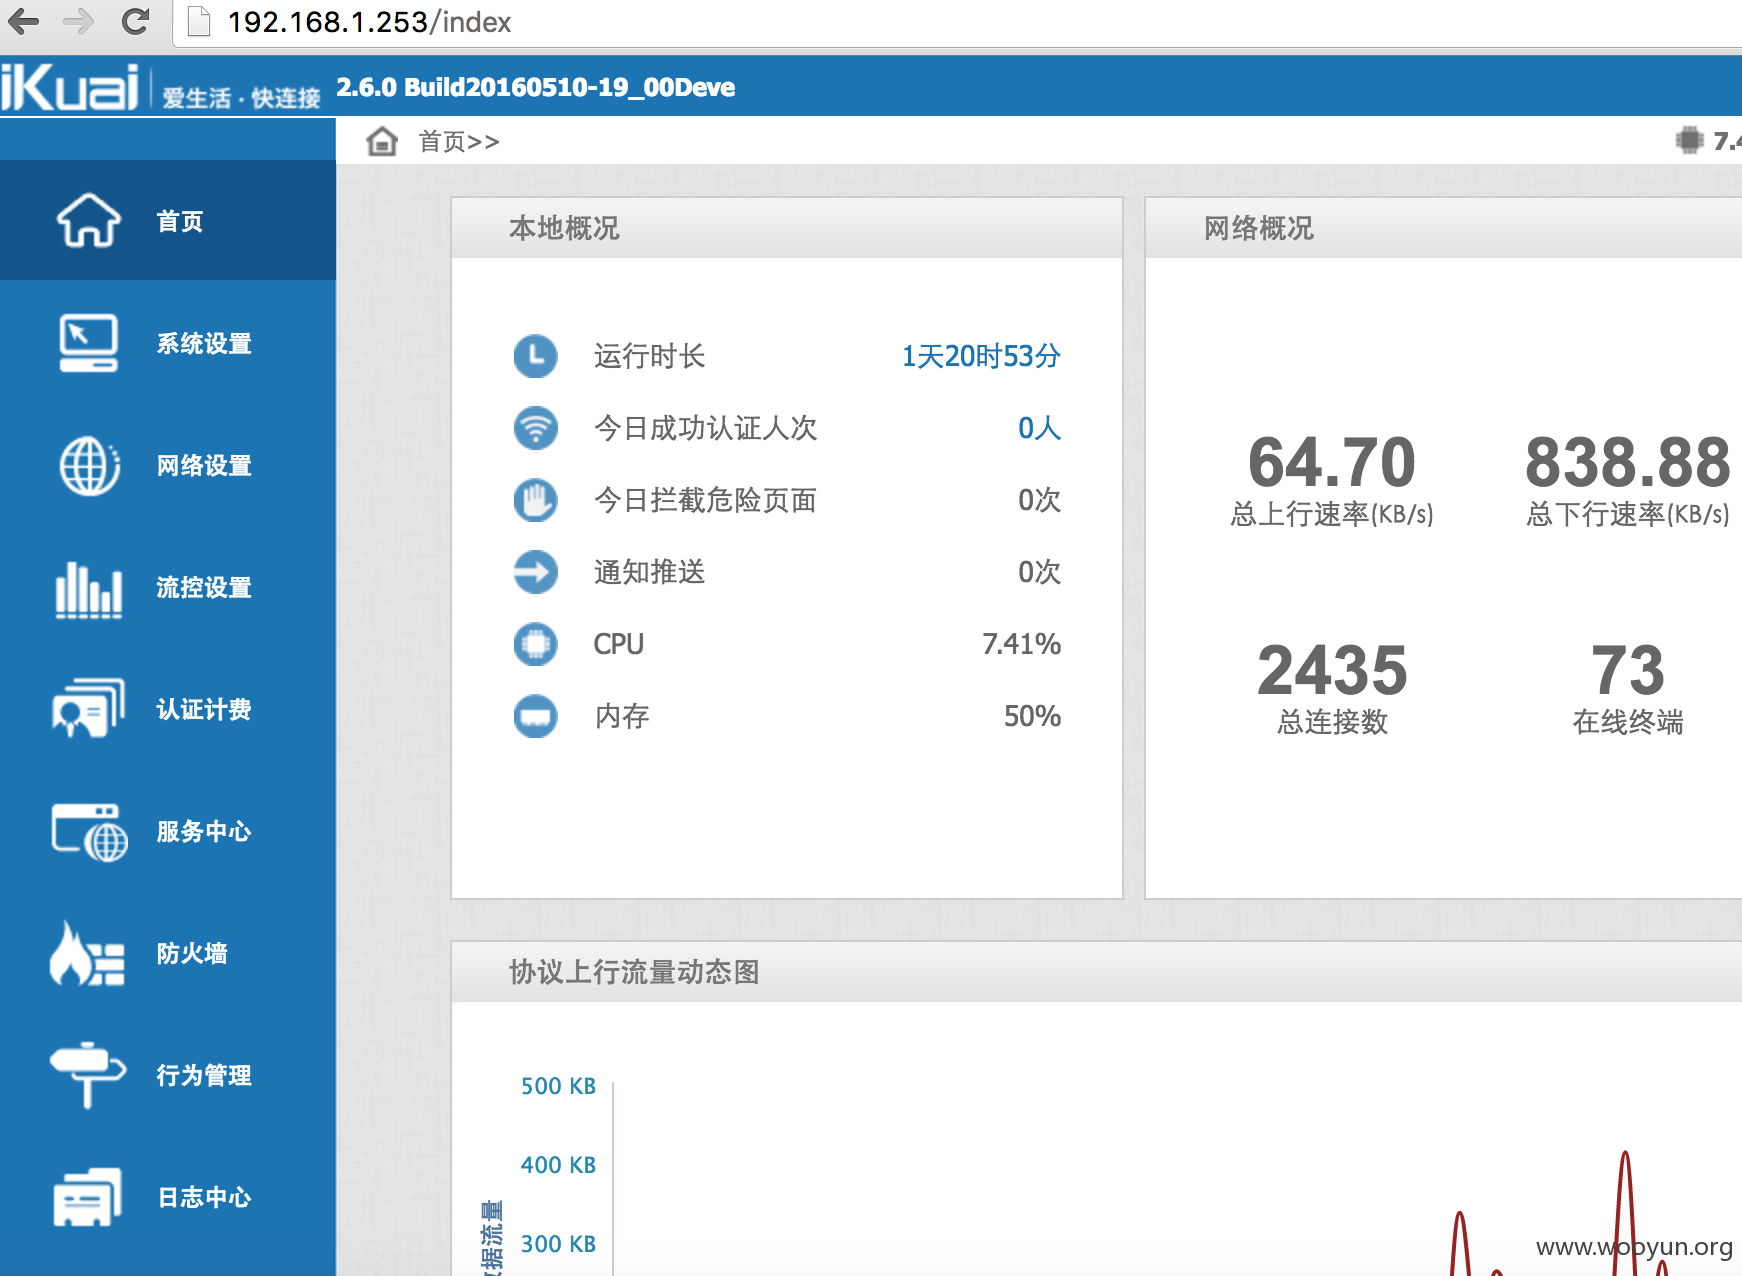 192.168.1.253/index
iKuai 爱生活 · 快连接 2.6.0 Build20160510-19_00Deve
首页>>
首页
系统设置
网络设置
流控设置
认证计费
服务中心
防火墙
行为管理
日志中心
本地概况
运行时长 1天20时53分
今日成功认证人次 0人
今日拦截危险页面 0次
通知推送 0次
CPU 7.41%
内存 50%
网络概况
64.70
总上行速率(KB/s)
838.88
总下行速率(KB/s)
2435
总连接数
73
在线终端
协议上行流量动态图
500 KB
400 KB
300 KB
据流量
www.wooyun.org